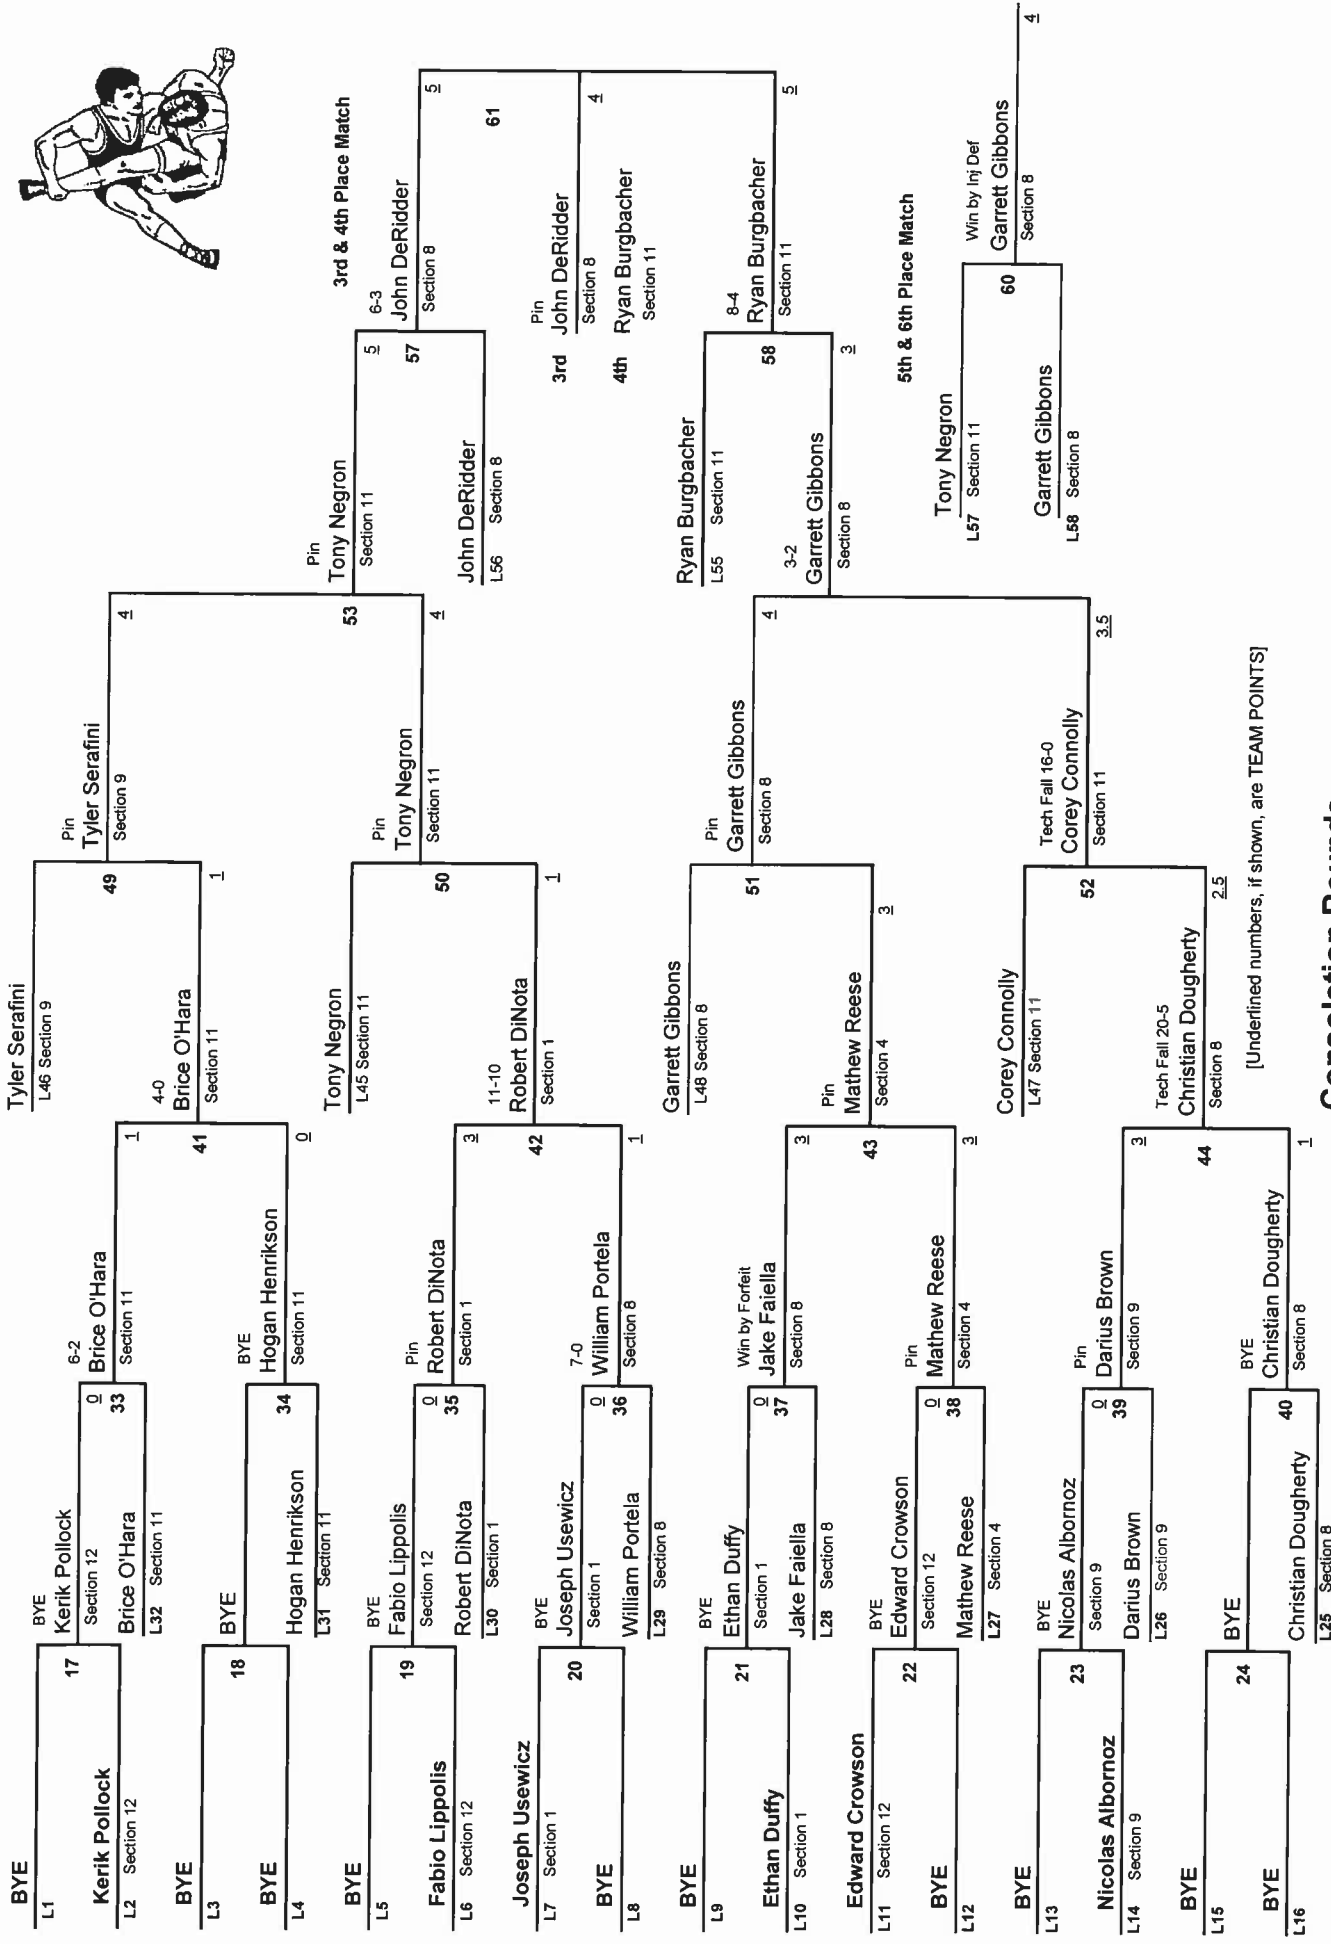 BYE
L1
17
Kerik Pollock
L2 Section 12
BYE
L3
18
BYE
L4
BYE
L5
19
Fabio Lippolis
L6 Section 12
Joseph Usewicz
L7 Section 1
20
BYE
L8
BYE
L9
21
Ethan Duffy
L10 Section 1
Edward Crowson
L11 Section 12
22
BYE
L12
BYE
L13
23
Nicolas Albornoz
L14 Section 9
BYE
L15
24
BYE
L16
BYE
Kerik Pollock
0
Section 12
33
Brice O'Hara
L32 Section 11
BYE
34
Hogan Henrikson
L31 Section 11
BYE
Fabio Lippolis
0
Section 12
35
Robert DiNota
L30 Section 1
BYE
Joseph Usewicz
0
Section 1
36
William Portela
L29 Section 8
BYE
Ethan Duffy
0
Section 1
37
Jake Faiella
L28 Section 8
BYE
Edward Crowson
0
Section 12
38
Mathew Reese
L27 Section 4
BYE
Nicolas Albornoz
0
Section 9
39
Darius Brown
L26 Section 9
BYE
40
Christian Dougherty
L25 Section 8
6-2
Brice O'Hara
1
Section 11
41
BYE
Hogan Henrikson
0
Section 11
Pin
Robert DiNota
3
Section 1
42
7-0
William Portela
1
Section 8
Win by Forfeit
Jake Faiella
3
Section 8
43
Pin
Mathew Reese
3
Section 4
Pin
Darius Brown
3
Section 9
44
BYE
Christian Dougherty
1
Section 8
Tyler Serafini
L46 Section 9
49
4-0
Brice O'Hara
1
Section 11
Tony Negron
L45 Section 11
50
11-10
Robert DiNota
1
Section 1
Garrett Gibbons
L48 Section 8
51
Pin
Mathew Reese
3
Section 4
Corey Connolly
L47 Section 11
52
Tech Fall 20-5
Christian Dougherty
2.5
Section 8
[Underlined numbers, if shown, are TEAM POINTS]
Pin
Tyler Serafini
4
Section 9
53
Pin
Tony Negron
4
Section 11
Pin
Garrett Gibbons
4
Section 8
Tech Fall 16-0
Corey Connolly
3.5
Section 11
Pin
Tony Negron
5
Section 11
57
John DeRidder
L56 Section 8
Ryan Burgbacher
L55 Section 11
58
3-2
Garrett Gibbons
3
Section 8
3rd & 4th Place Match
6-3
John DeRidder
5
Section 8
61
Pin
3rd John DeRidder
4
Section 8
4th Ryan Burgbacher
Section 11
8-4
Ryan Burgbacher
5
Section 11
5th & 6th Place Match
Tony Negron
L57 Section 11
60
Garrett Gibbons
L58 Section 8
Win by Inj Def
Garrett Gibbons
4
Section 8